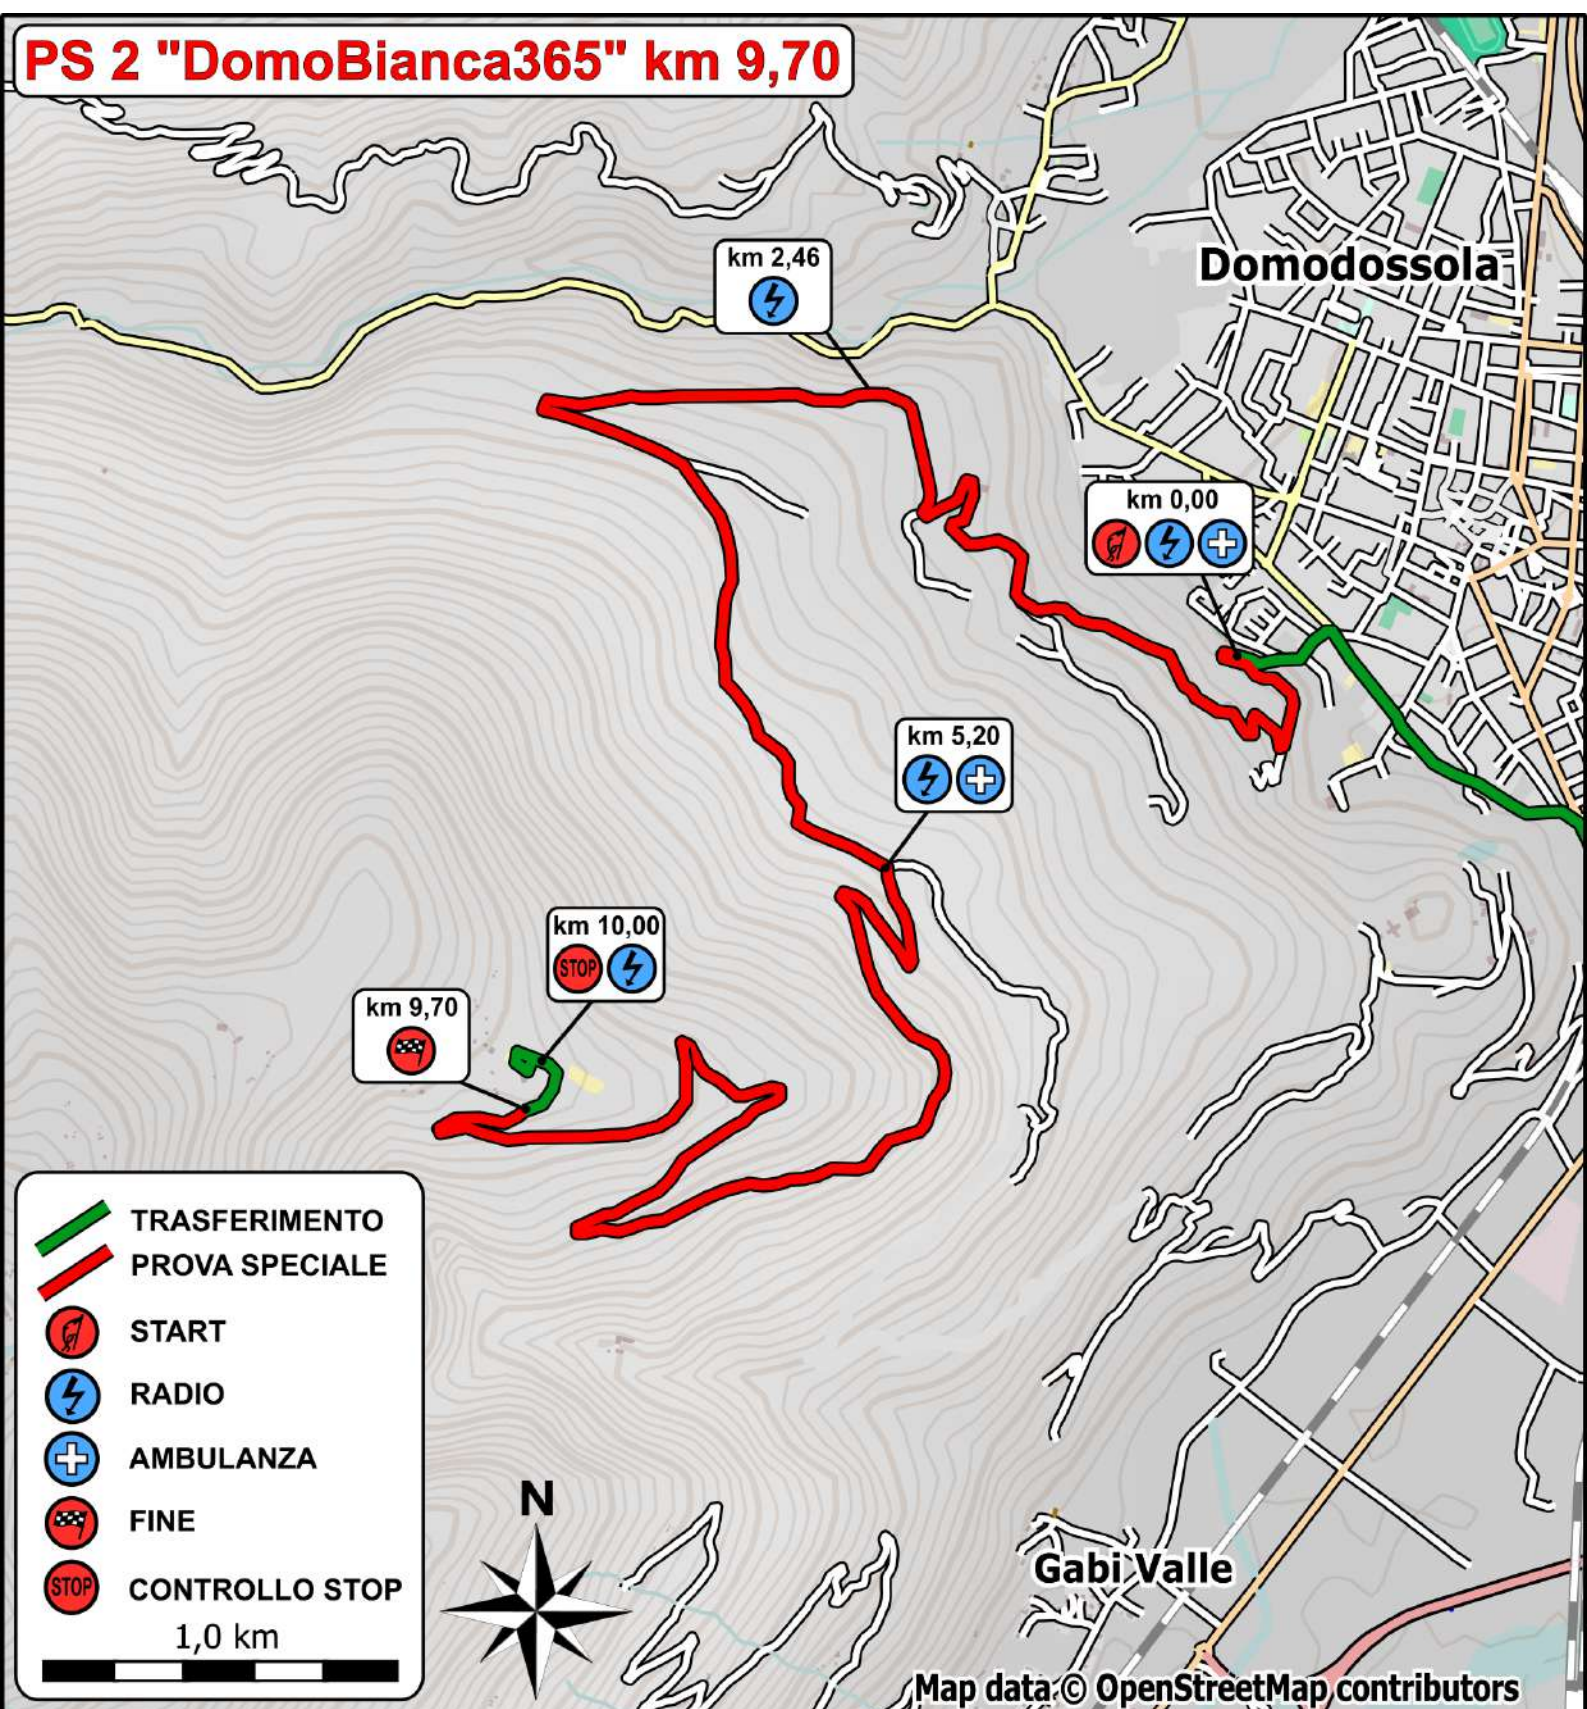 PS 2 "DomoBianca365" km 9,70
km 2,46
Domodossola
km 0,00
km 5,20
km 10,00
STOP
km 9,70
TRASFERIMENTO
PROVA SPECIALE
START
RADIO
AMBULANZA
FINE
STOP CONTROLLO STOP
1,0 km
N
Gabi Valle
Map data © OpenStreetMap contributors